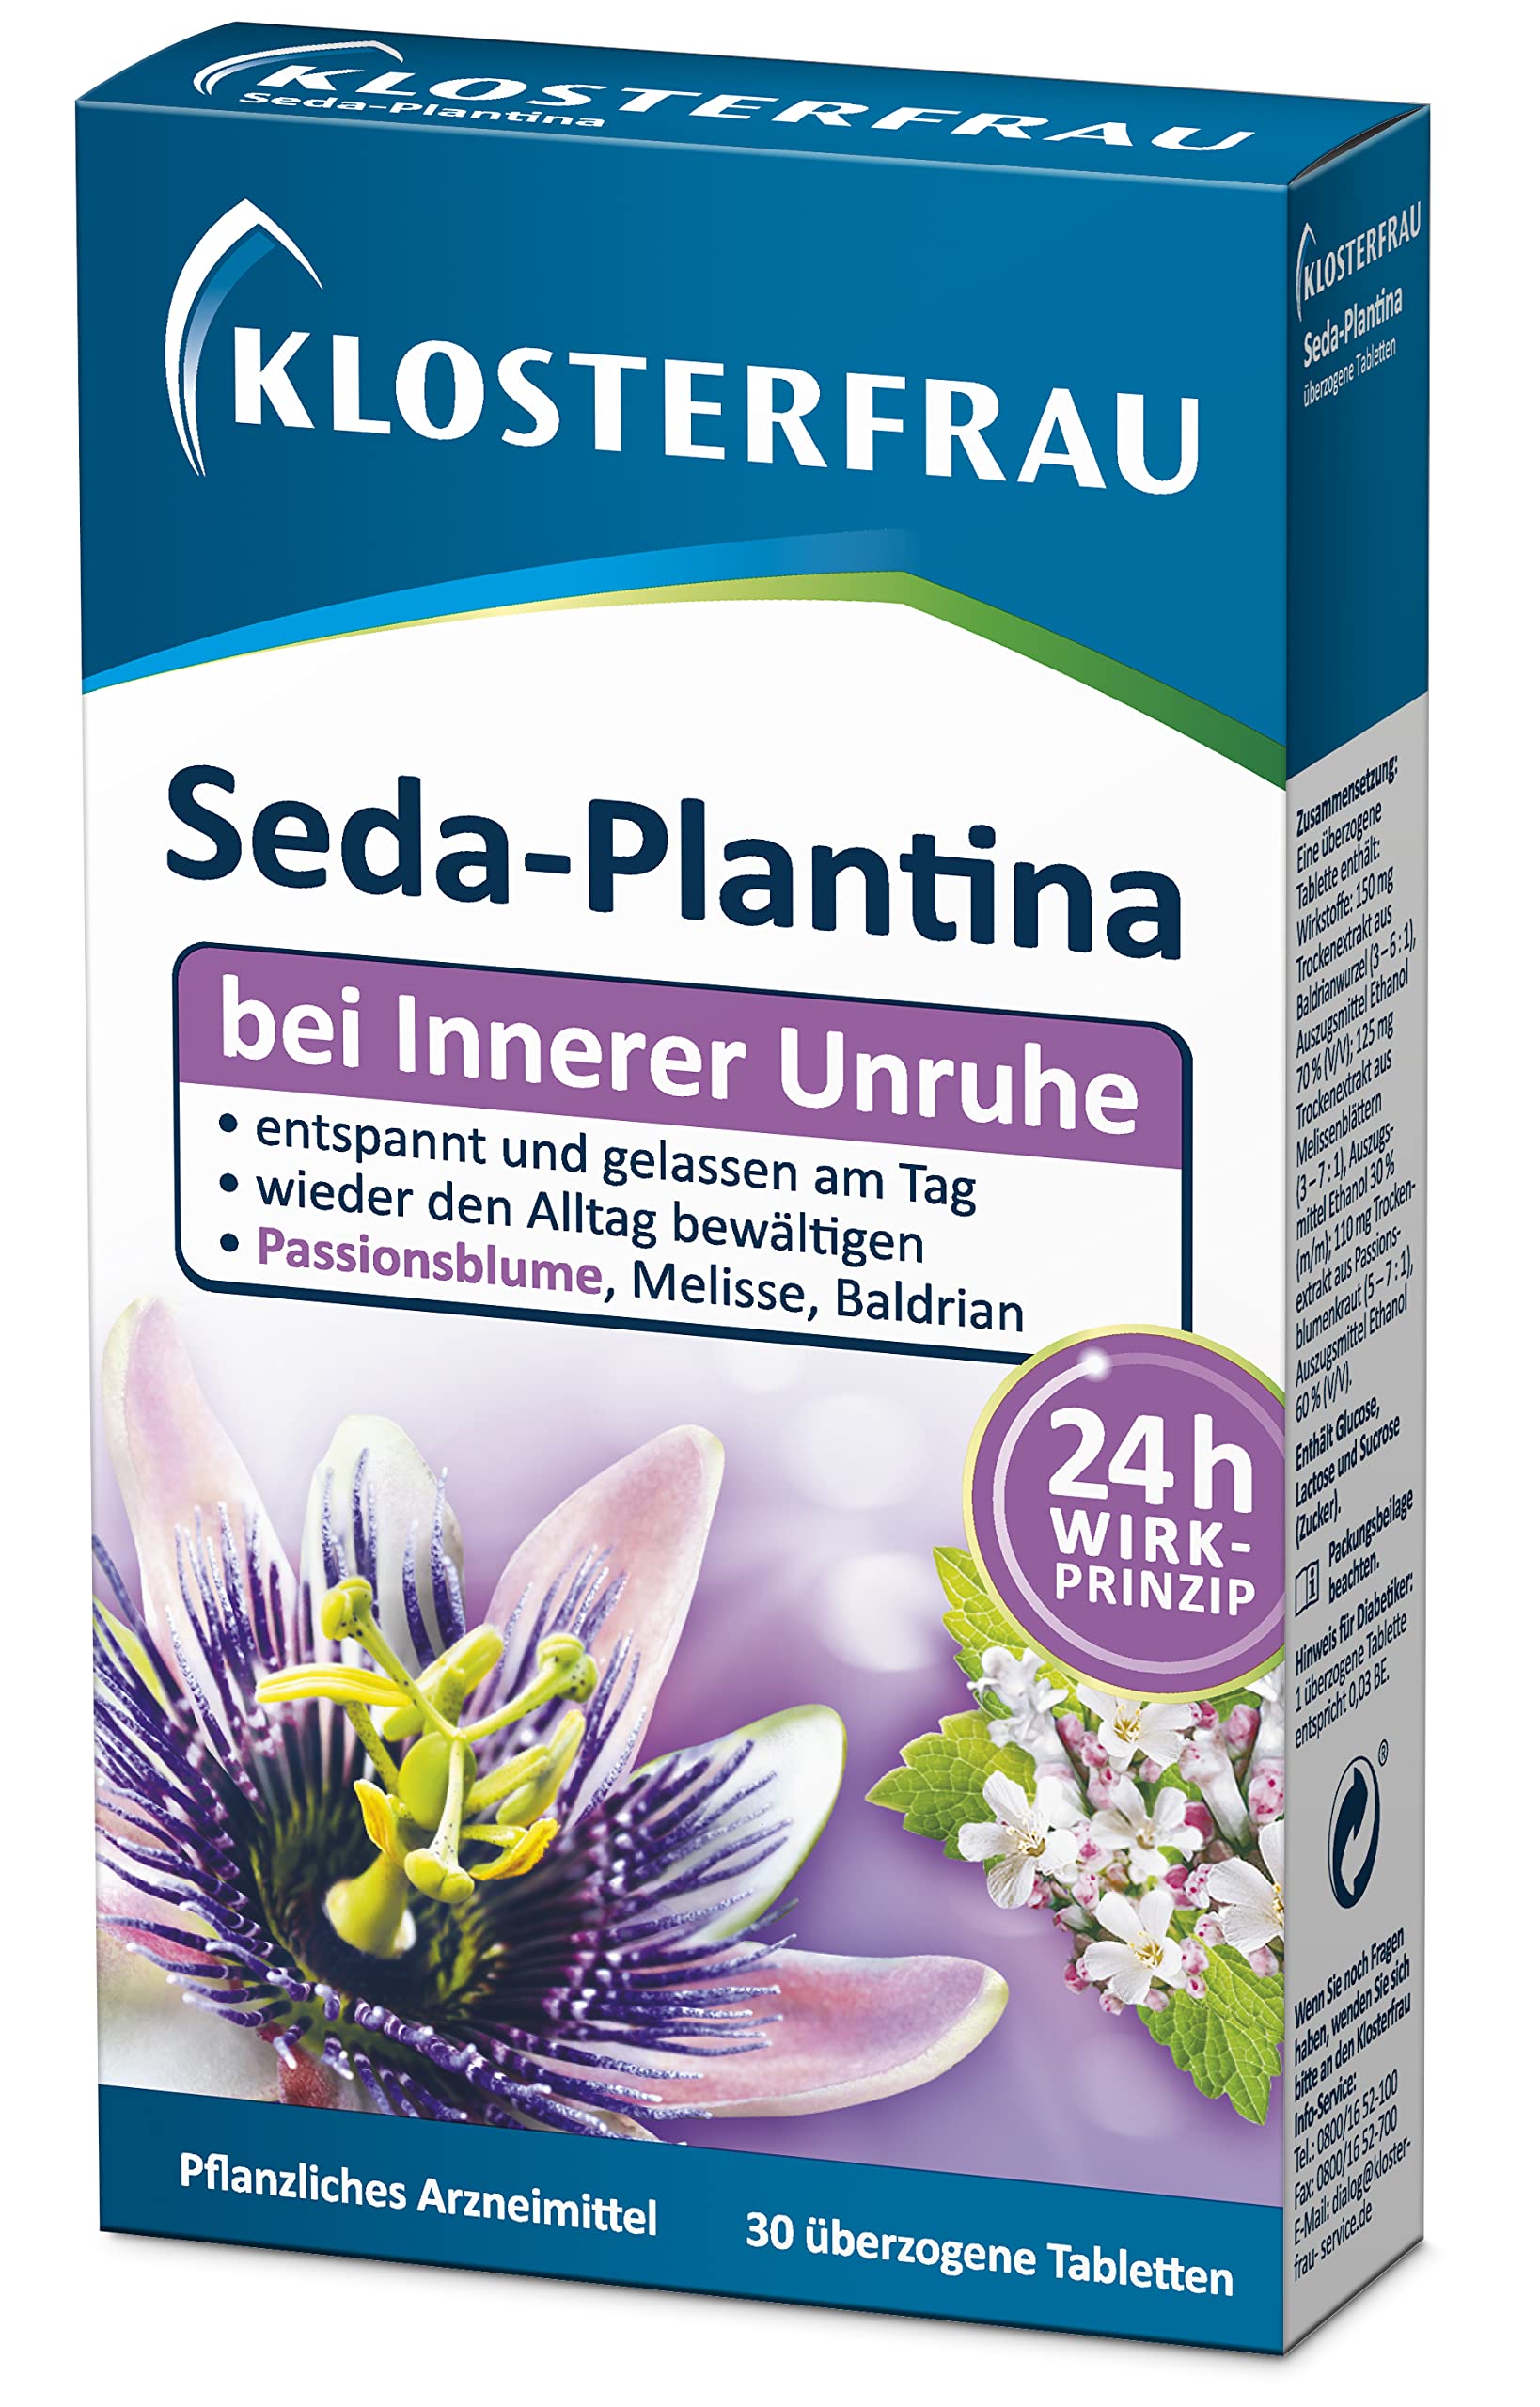 KLOSTERFRAU
Seda-Plantina
KLOSTERFRAU
Seda-Plantina
bei Innerer Unruhe
• entspannt und gelassen am Tag
• wieder den Alltag bewältigen
• Passionsblume, Melisse, Baldrian
24h
WIRK-
PRINZIP
Pflanzliches Arzneimittel
30 überzogene Tabletten
KLOSTERFRAU
Seda-Plantina
überzogene Tabletten
Zusammensetzung:
Eine überzogene
Tablette enthält:
Wirkstoffe: 150 mg
Trockenextrakt aus
Baldrianwurzel (3–6:1),
Auszugsmittel Ethanol
70% (V/V); 125 mg
Trockenextrakt aus
Melissenblättern
(3–7:1), Auszugs-
mittel Ethanol 30%
(m/m); 110 mg Trocken-
extrakt aus Passions-
blumenkraut (5–7:1),
Auszugsmittel Ethanol
60% (V/V).
Enthält Glucose,
Lactose und Sucrose
(Zucker).
Packungsbeilage
beachten.
Hinweis für Diabetiker:
1 überzogene Tablette
entspricht 0,03 BE.
®
Wenn Sie noch Fragen
haben, wenden Sie sich
bitte an den Klosterfrau
Info-Service:
Tel.: 0800/16 52-100
Fax: 0800/16 52-700
E-Mail: dialog@kloster-
frau- service.de